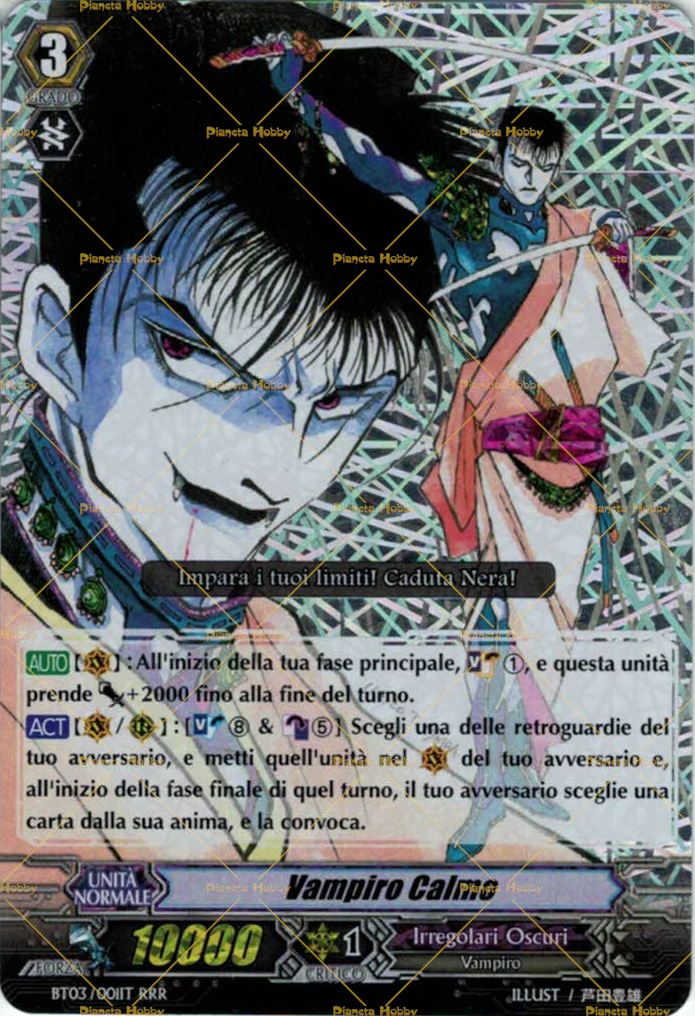 3
GRADO
Impara i tuoi limiti! Caduta Nera!
AUTO [ ] : All'inizio della tua fase principale, V ①, e questa unità
prende +2000 fino alla fine del turno.
ACT [ / ] : [V ⑧ & ⑤] Scegli una delle retroguardie del
tuo avversario, e metti quell'unità nel V del tuo avversario e,
all'inizio della fase finale di quel turno, il tuo avversario sceglie una
carta dalla sua anima, e la convoca.
UNITÀ
NORMALE
Vampiro Calmo
FORZA
10000
1
CRITICO
Irregolari Oscuri
Vampiro
BT03/001IT RRR
ILLUST / 芦田豊雄
Pianeta Hobby